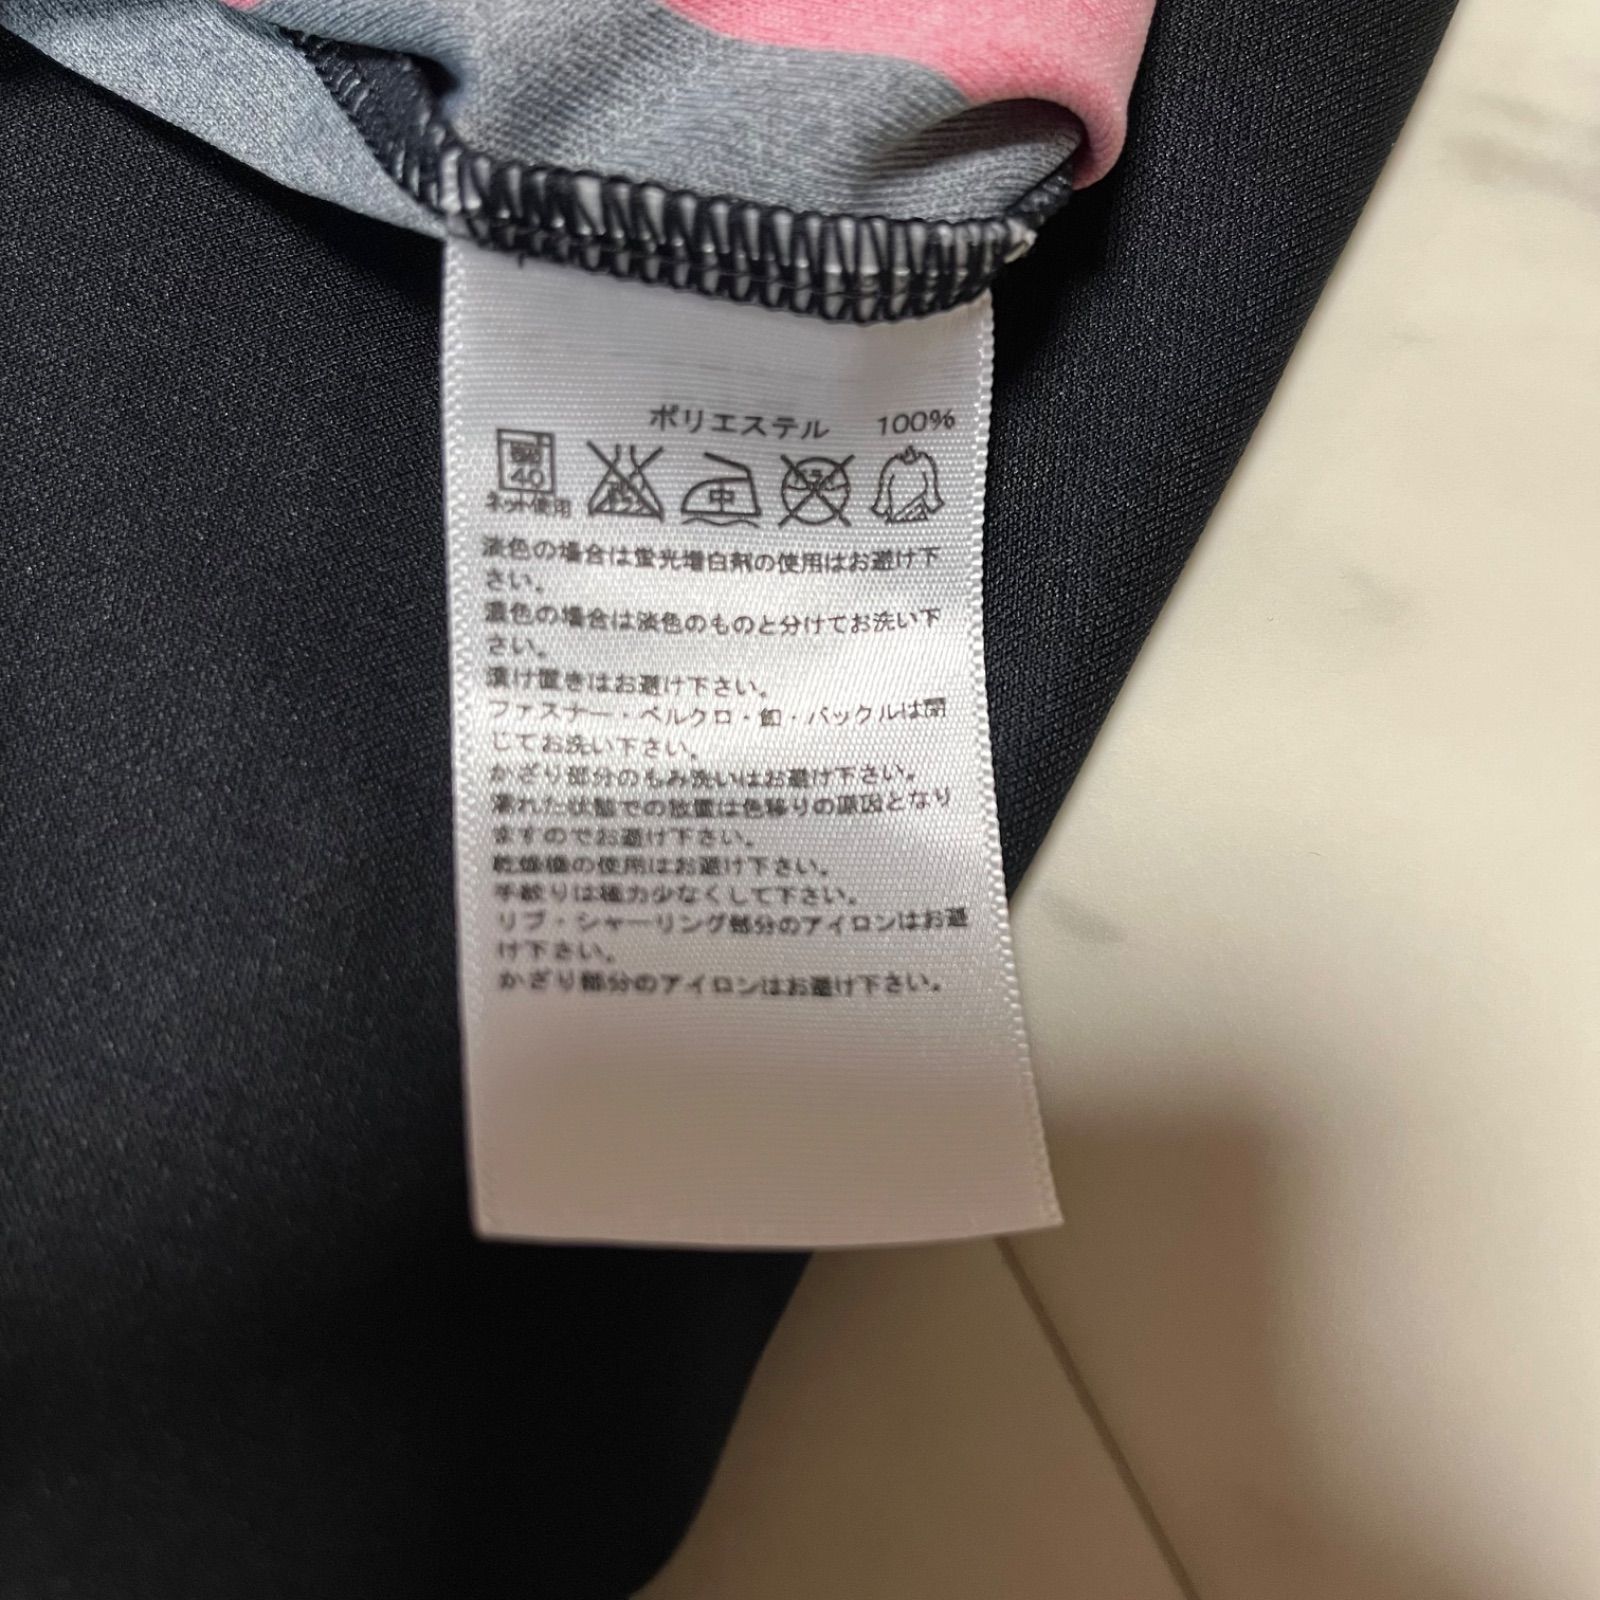 ポリエステル 100%
弱 40 エンソ サラシ 中 ドライ
ネット使用
淡色の場合は蛍光増白剤の使用はお避け下
さい。
濃色の場合は淡色のものと分けてお洗い下
さい。
漬け置きはお避け下さい。
ファスナー・ベルクロ・釦・バックルは閉
じてお洗い下さい。
かざり部分のもみ洗いはお避け下さい。
濡れた状態での放置は色移りの原因となり
ますのでお避け下さい。
乾燥機の使用はお避け下さい。
手絞りは極力少なくして下さい。
リブ・シャーリング部分のアイロンはお避
け下さい。
かざり部分のアイロンはお避け下さい。